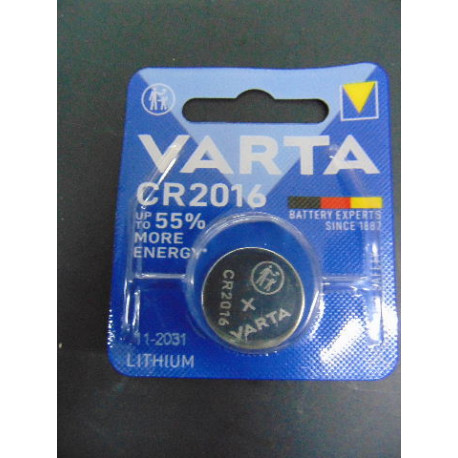 VARTA
CR2016
UP TO 55%
MORE
ENERGY*
BATTERY EXPERTS
SINCE 1887
CR2016
VARTA
11-2031
LITHIUM